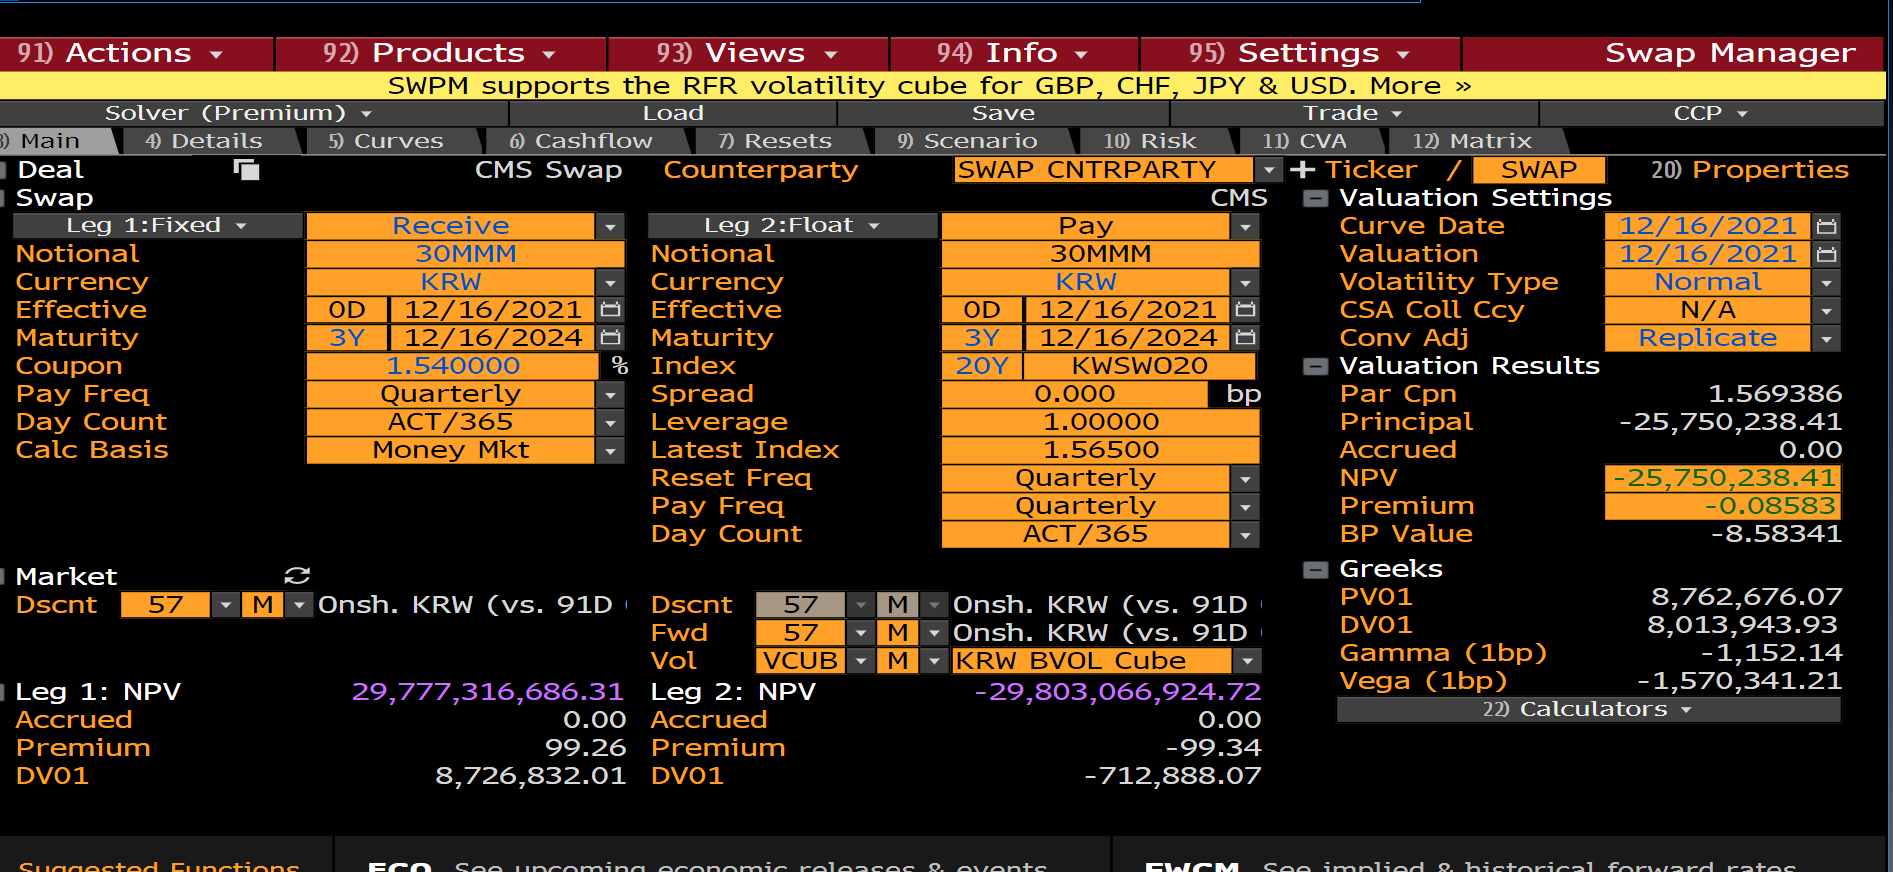 91) Actions 92) Products 93) Views 94) Info 95) Settings Swap Manager
SWPM supports the RFR volatility cube for GBP, CHF, JPY & USD. More »
Solver (Premium) Load Save Trade CCP
3) Main 4) Details 5) Curves 6) Cashflow 7) Resets 9) Scenario 10) Risk 11) CVA 12) Matrix
Deal CMS Swap Counterparty SWAP CNTRPARTY Ticker / SWAP 20) Properties
Swap CMS Valuation Settings
Leg 1:Fixed Receive Leg 2:Float Pay Curve Date 12/16/2021
Notional 30MMM Notional 30MMM Valuation 12/16/2021
Currency KRW Currency KRW Volatility Type Normal
Effective 0D 12/16/2021 Effective 0D 12/16/2021 CSA Coll Ccy N/A
Maturity 3Y 12/16/2024 Maturity 3Y 12/16/2024 Conv Adj Replicate
Coupon 1.540000 % Index 20Y KWSWO20 Valuation Results
Pay Freq Quarterly Spread 0.000 bp Par Cpn 1.569386
Day Count ACT/365 Leverage 1.00000 Principal -25,750,238.41
Calc Basis Money Mkt Latest Index 1.56500 Accrued 0.00
Reset Freq Quarterly NPV -25,750,238.41
Pay Freq Quarterly Premium -0.08583
Day Count ACT/365 BP Value -8.58341
Market Greeks
Dscnt 57 M Onsh. KRW (vs. 91D Dscnt 57 M Onsh. KRW (vs. 91D PV01 8,762,676.07
Fwd 57 M Onsh. KRW (vs. 91D DV01 8,013,943.93
Vol VCUB M KRW BVOL Cube Gamma (1bp) -1,152.14
Leg 1: NPV 29,777,316,686.31 Leg 2: NPV -29,803,066,924.72 Vega (1bp) -1,570,341.21
Accrued 0.00 Accrued 0.00 22) Calculators
Premium 99.26 Premium -99.34
DV01 8,726,832.01 DV01 -712,888.07
Suggested Functions ECO See upcoming economic releases & events FWCM See implied & historical forward rates